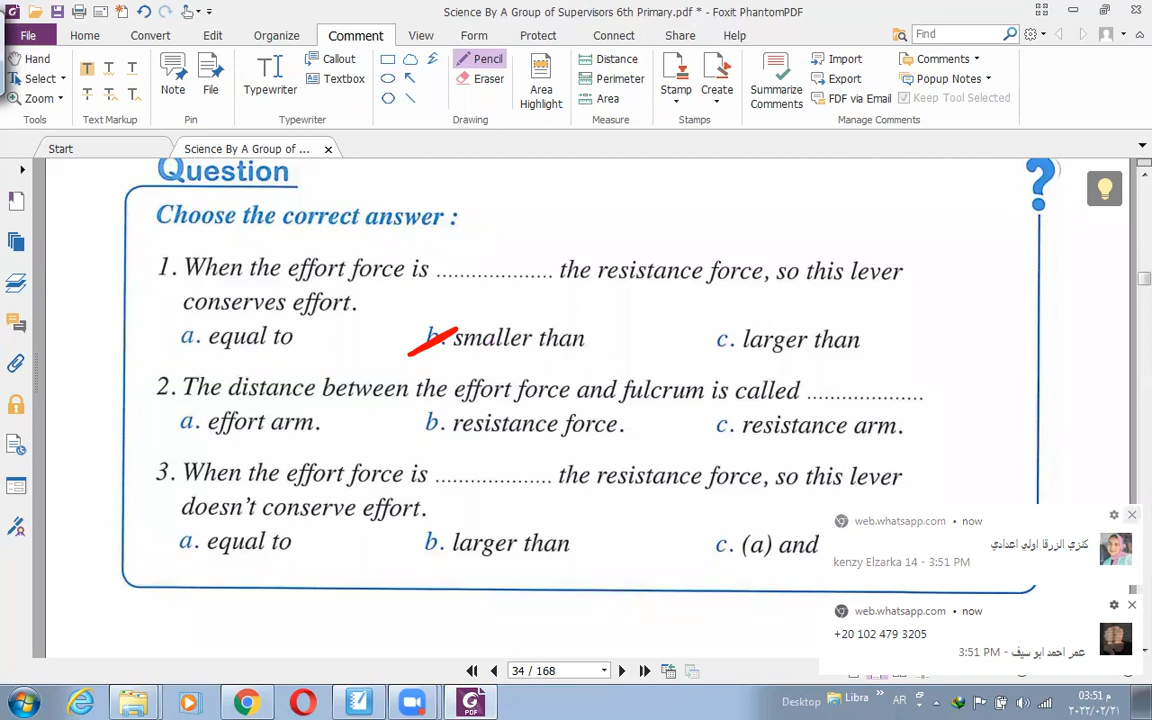 Science By A Group of Supervisors 6th Primary.pdf * - Foxit PhantomPDF
File Home Convert Edit Organize Comment View Form Protect Connect Share Help Find
Hand Select Zoom Tools
Text Markup
Note File Pin
Typewriter Callout Textbox Typewriter
Pencil Eraser Area Highlight Drawing
Distance Perimeter Area Measure
Stamp Create Stamps
Summarize Comments Import Export FDF via Email Comments Popup Notes Keep Tool Selected Manage Comments
Start Science By A Group of ...
Question
?
Choose the correct answer :
1. When the effort force is .................... the resistance force, so this lever
conserves effort.
a. equal to b. smaller than c. larger than
2. The distance between the effort force and fulcrum is called ....................
a. effort arm. b. resistance force. c. resistance arm.
3. When the effort force is .................... the resistance force, so this lever
doesn't conserve effort.
a. equal to b. larger than c. (a) and
web.whatsapp.com • now
كنزي الزرقا اولي اعدادي
kenzy Elzarka 14 - 3:51 PM
web.whatsapp.com • now
+20 102 479 3205
عمر احمد ابو سيف - 3:51 PM
34 / 168
PDF
Desktop Libra » AR 03:51 م
٢٠٢٢/٠٢/٢١